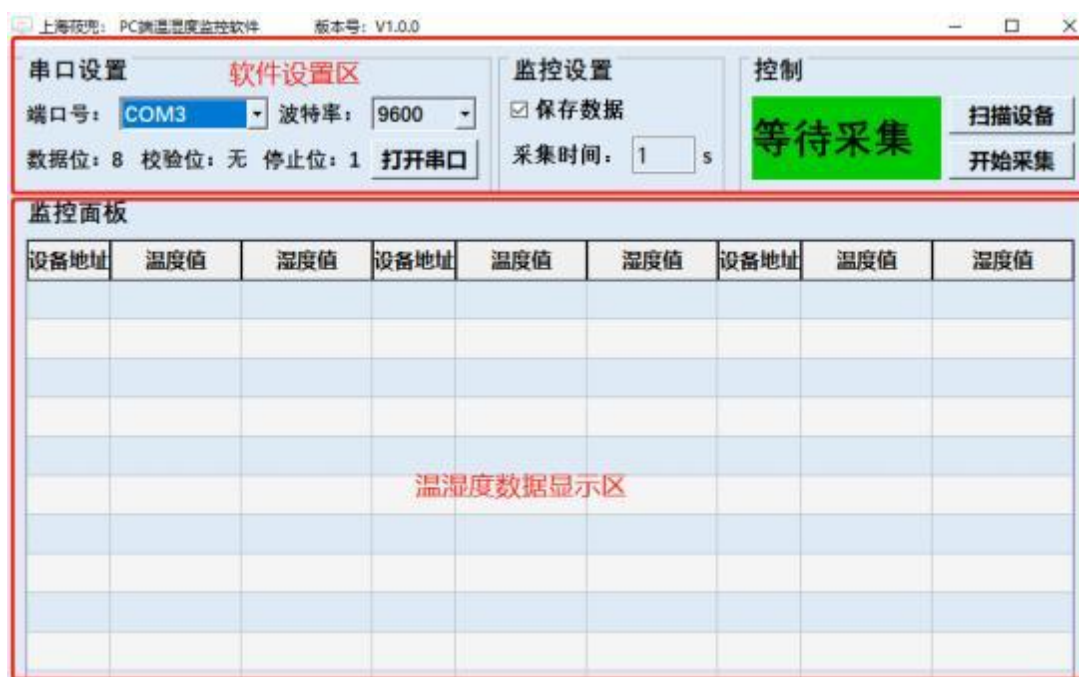 上海筱兜: PC端温湿度监控软件 版本号: V1.0.0
串口设置 软件设置区 监控设置 控制
端口号: COM3 波特率: 9600 保存数据 等待采集 扫描设备
数据位: 8 校验位: 无 停止位: 1 打开串口 采集时间: 1 s 开始采集
监控面板
设备地址 温度值 湿度值 设备地址 温度值 湿度值 设备地址 温度值 湿度值
温湿度数据显示区